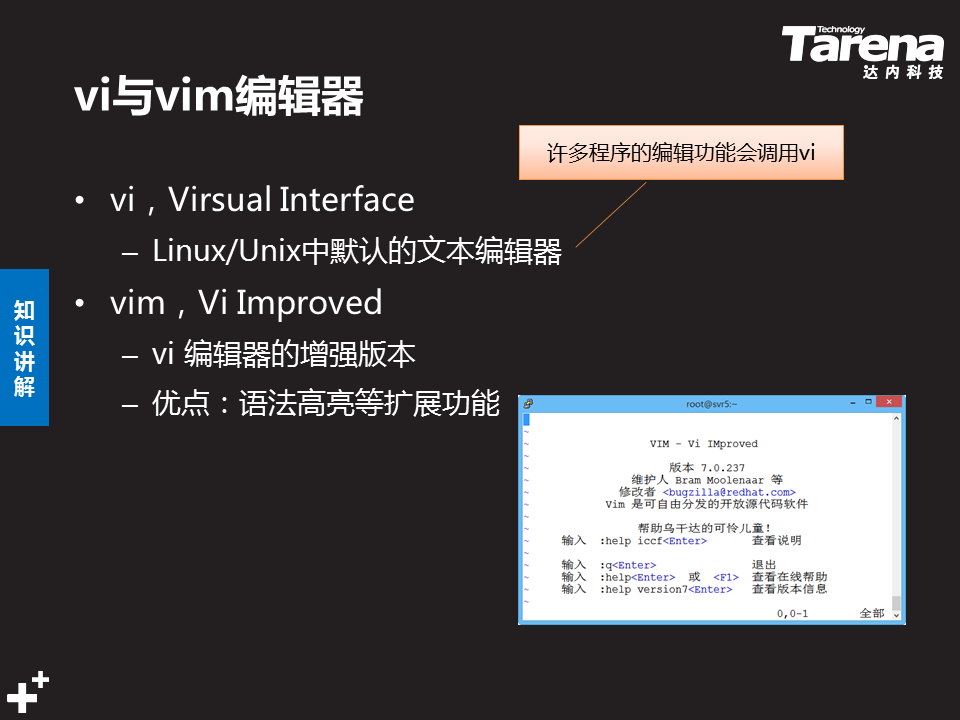 Technology
Tarena
达内科技
vi与vim编辑器
许多程序的编辑功能会调用vi
• vi，Virsual Interface
– Linux/Unix中默认的文本编辑器
• vim，Vi Improved
– vi 编辑器的增强版本
– 优点：语法高亮等扩展功能
知识讲解
root@svr5:~
~
~ VIM - Vi IMproved
~
~ 版本 7.0.237
~ 维护人 Bram Moolenaar 等
~ 修改者 <bugzilla@redhat.com>
~ Vim 是可自由分发的开放源代码软件
~
~ 帮助乌干达的可怜儿童!
~ 输入 :help iccf<Enter> 查看说明
~
~ 输入 :q<Enter> 退出
~ 输入 :help<Enter> 或 <F1> 查看在线帮助
~ 输入 :help version7<Enter> 查看版本信息
~
0,0-1 全部